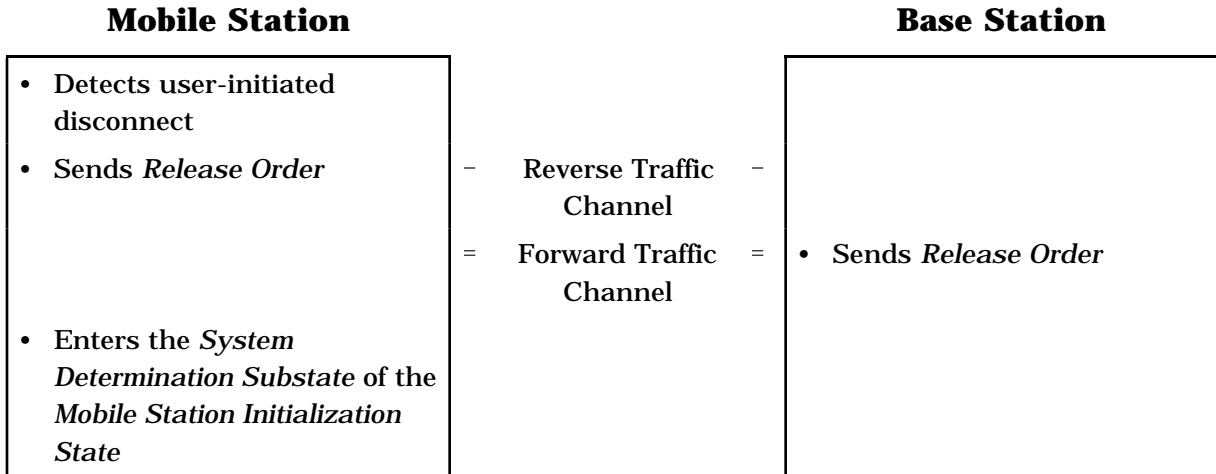 Mobile Station Base Station
• Detects user-initiated
disconnect
• Sends Release Order – Reverse Traffic –
Channel
= Forward Traffic = • Sends Release Order
Channel
• Enters the System
Determination Substate of the
Mobile Station Initialization
State